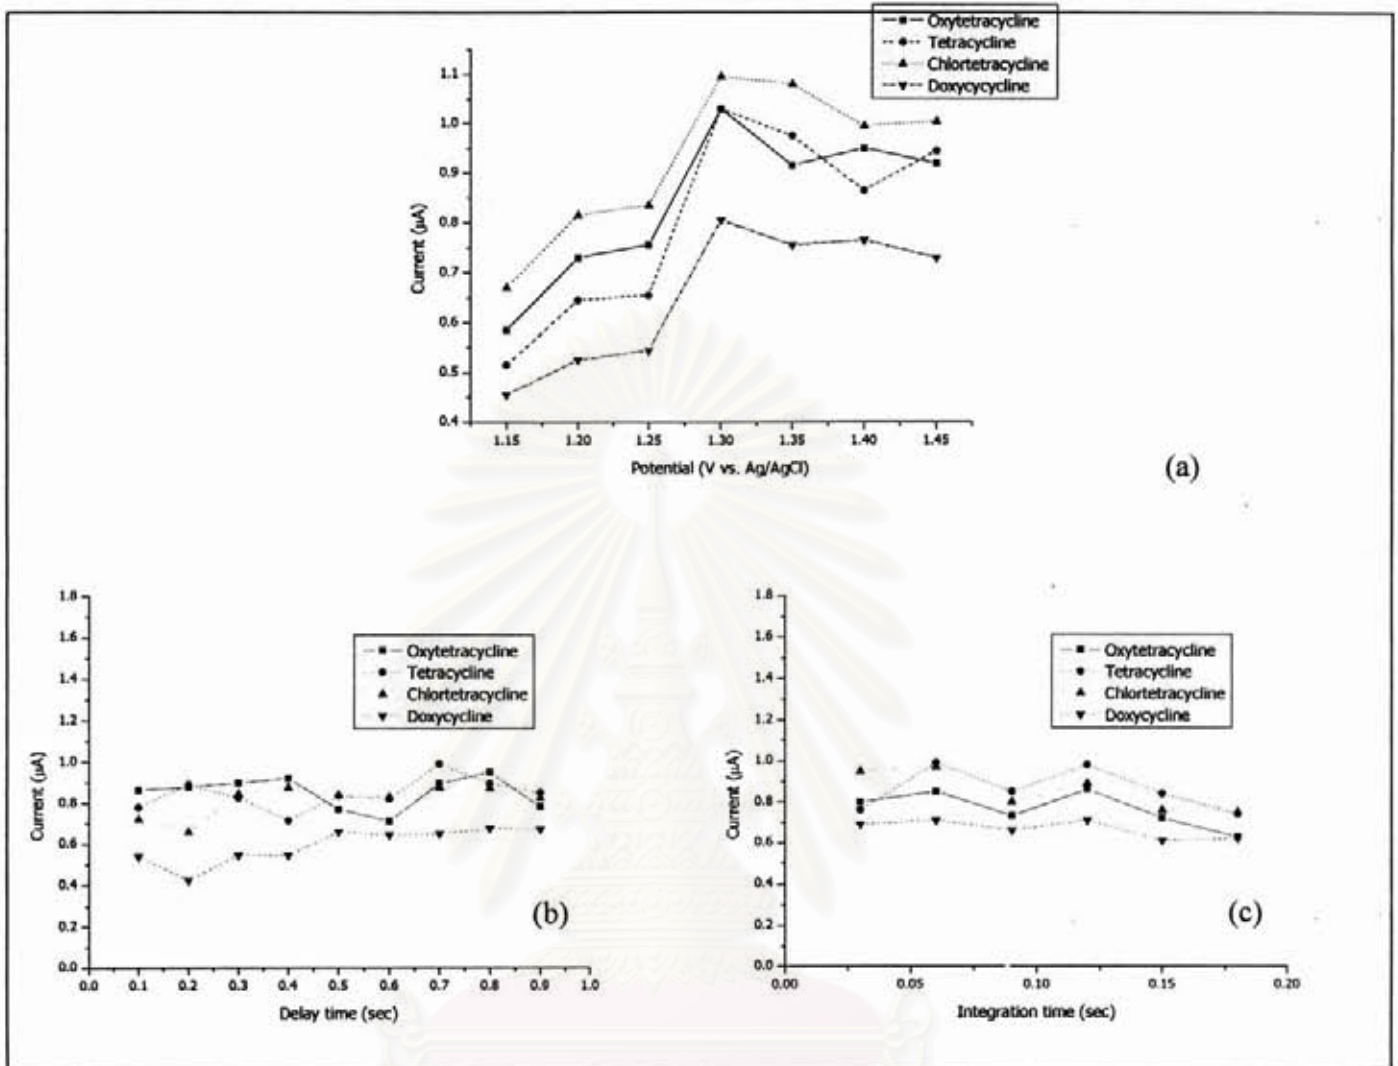 Oxytetracycline
Tetracycline
Chlortetracycline
Doxycycycline
1.1
1.0
0.9
0.8
0.7
0.6
0.5
0.4
Current (μA)
1.15 1.20 1.25 1.30 1.35 1.40 1.45
Potential (V vs. Ag/AgCl)
(a)
1.8
1.6
1.4
1.2
1.0
0.8
0.6
0.4
0.2
0.0
Current (μA)
Oxytetracycline
Tetracycline
Chlortetracycline
Doxycycline
(b)
0.0 0.1 0.2 0.3 0.4 0.5 0.6 0.7 0.8 0.9 1.0
Delay time (sec)
1.8
1.6
1.4
1.2
1.0
0.8
0.6
0.4
0.2
0.0
Current (μA)
Oxytetracycline
Tetracycline
Chlortetracycline
Doxycycline
(c)
0.00 0.05 0.10 0.15 0.20
Integration time (sec)